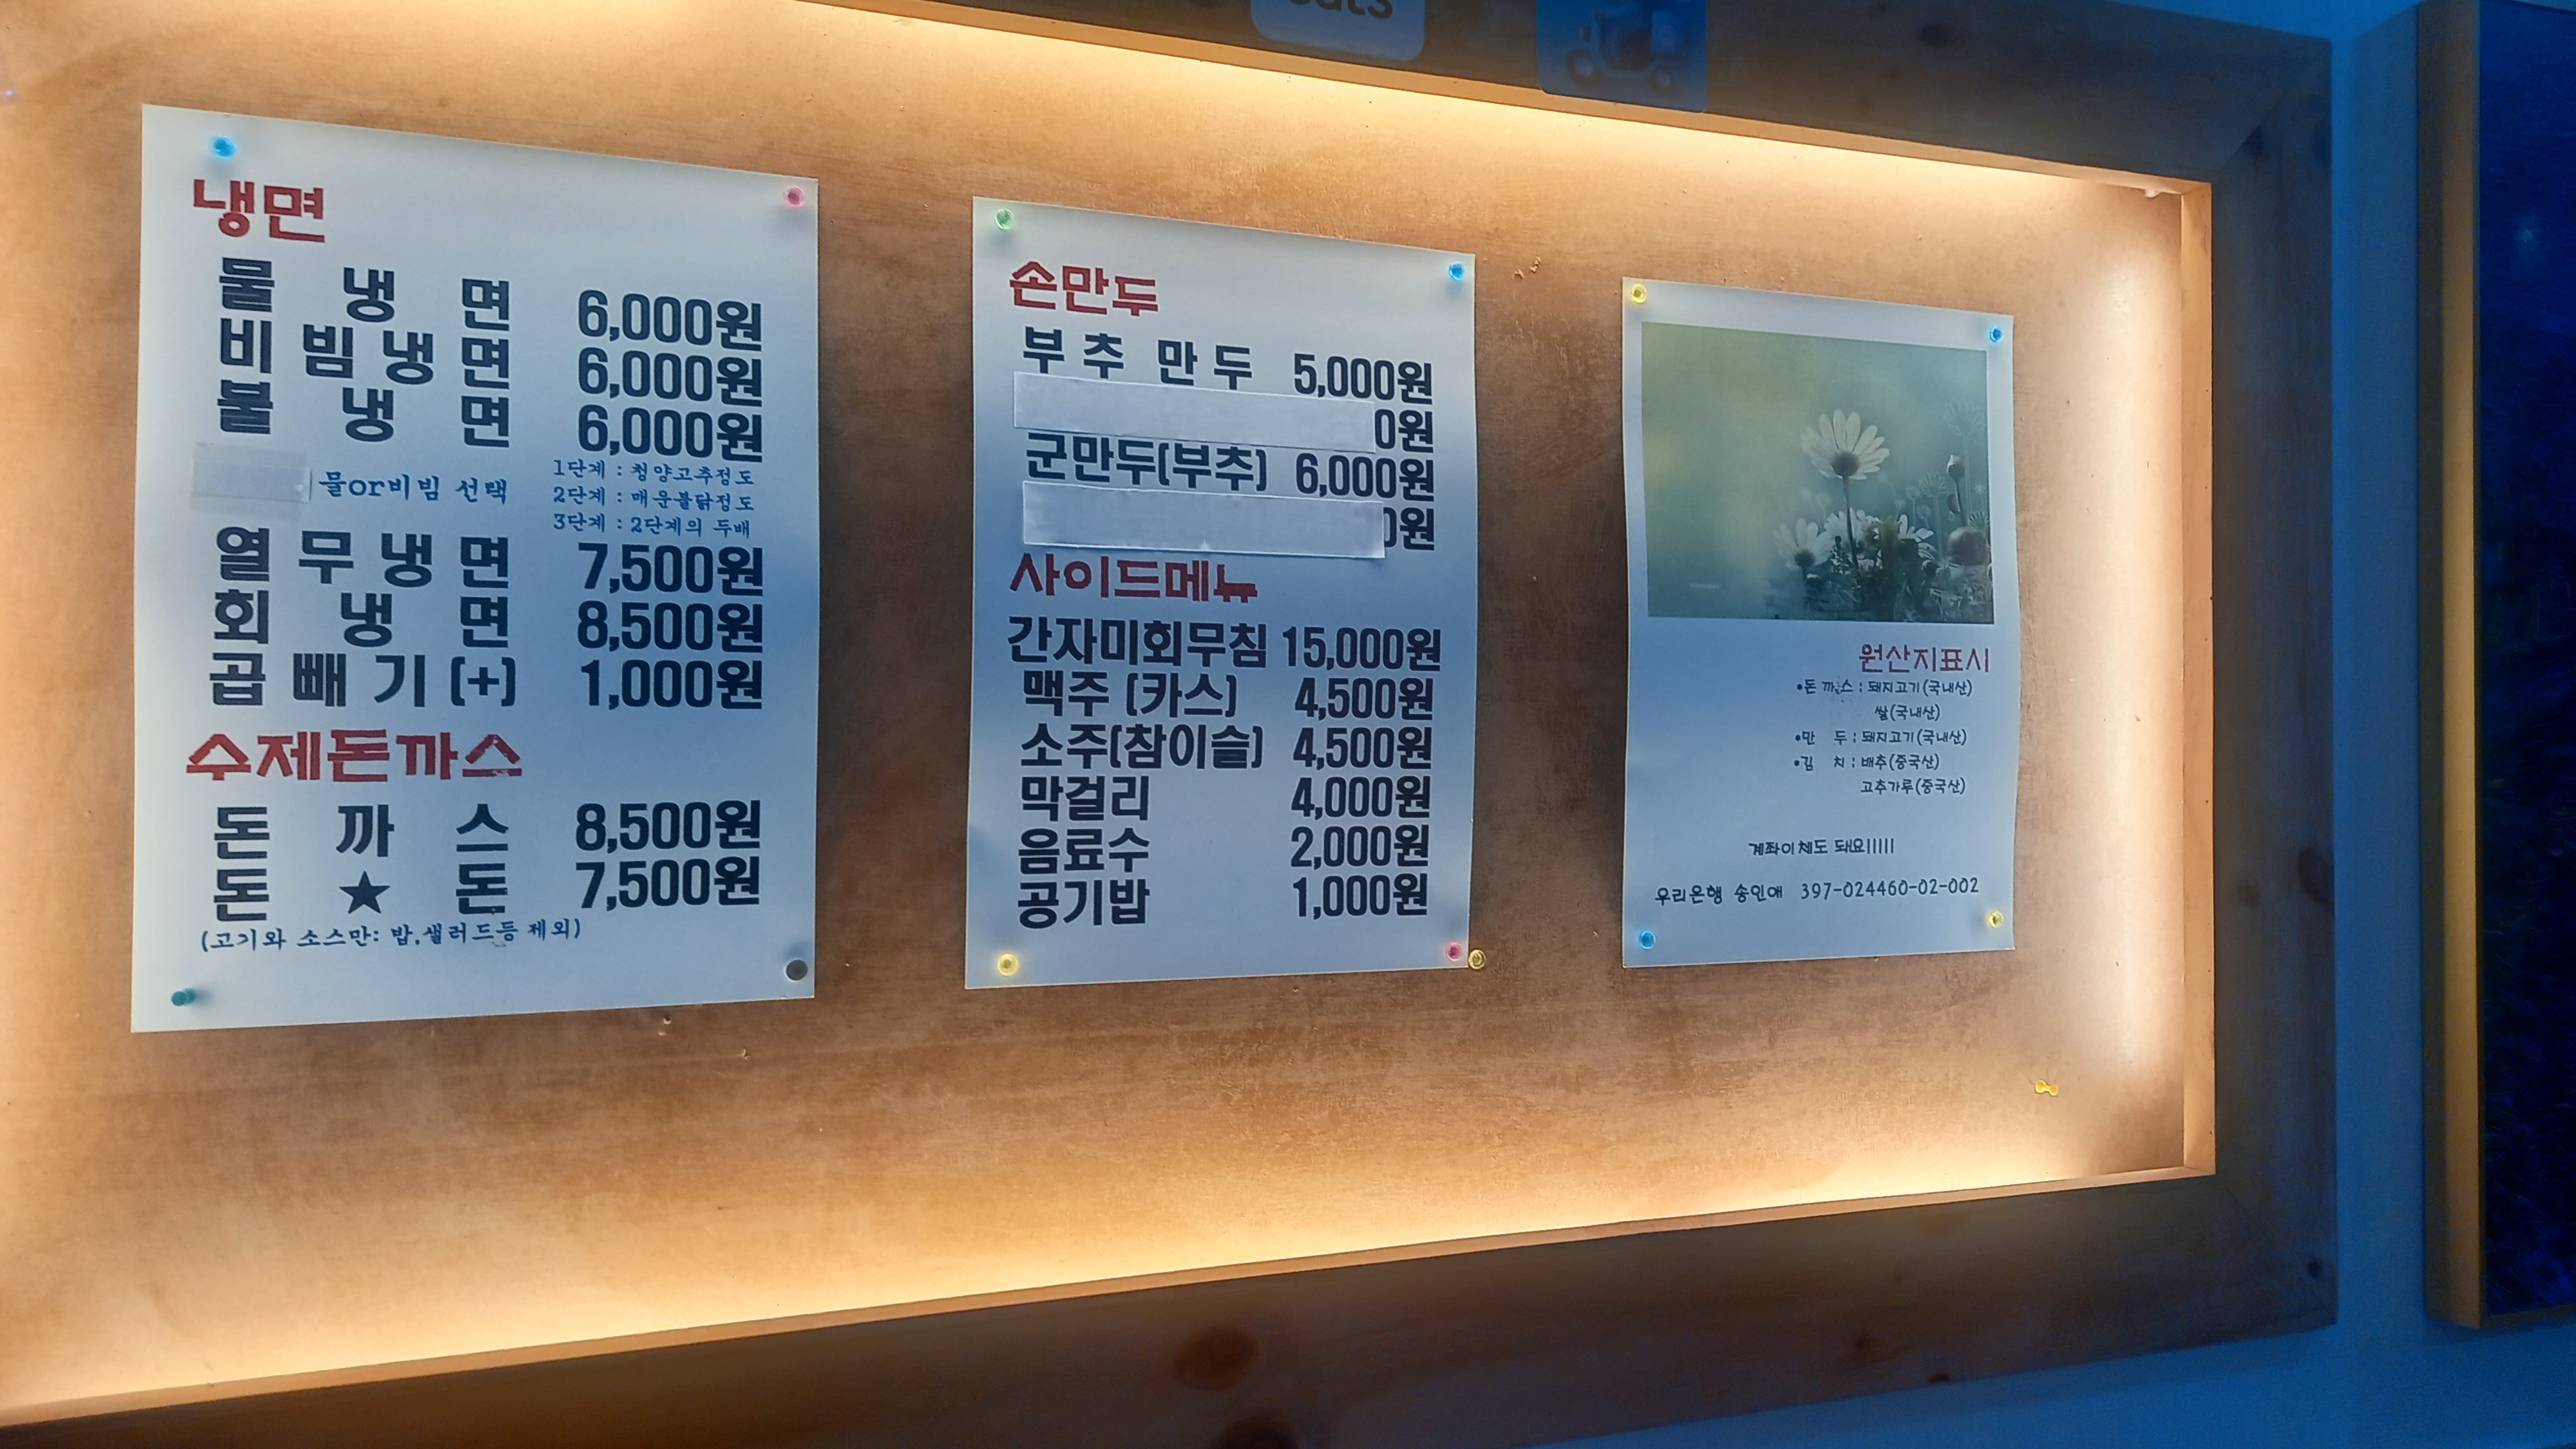 냉면
물냉면 6,000원
비빔냉면 6,000원
불냉면 6,000원
물or비빔 선택
1단계 : 청양고추정도
2단계 : 매운불닭정도
3단계 : 2단계의 두배
열무냉면 7,500원
회냉면 8,500원
곱빼기(+) 1,000원
수제돈까스
돈까스 8,500원
돈★돈 7,500원
(고기와 소스만: 밥,샐러드등 제외)
손만두
부추만두 5,000원
0원
군만두(부추) 6,000원
0원
사이드메뉴
간자미회무침 15,000원
맥주 (카스) 4,500원
소주(참이슬) 4,500원
막걸리 4,000원
음료수 2,000원
공기밥 1,000원
원산지표시
•돈까스 : 돼지고기(국내산)
쌀(국내산)
•만 두 : 돼지고기(국내산)
•김 치 : 배추(중국산)
고추가루(중국산)
계좌이체도 돼요!!!!!
우리은행 송인애 397-024460-02-002